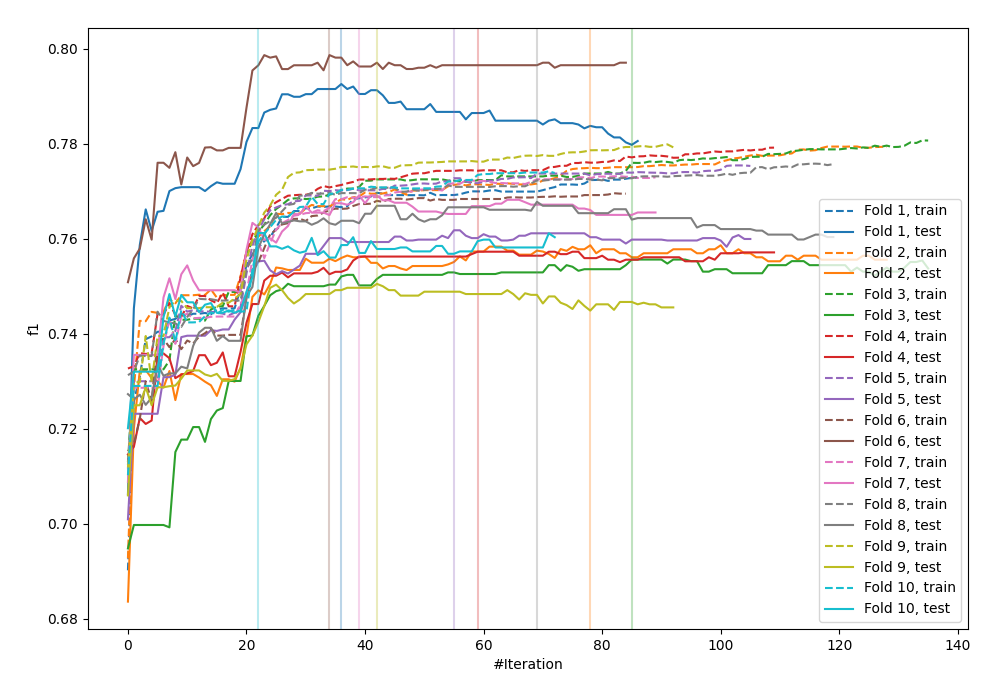 0.80
0.78
0.76
0.74
0.72
0.70
0.68
f1
0
20
40
60
80
100
120
140
#Iteration
Fold 1, train
Fold 1, test
Fold 2, train
Fold 2, test
Fold 3, train
Fold 3, test
Fold 4, train
Fold 4, test
Fold 5, train
Fold 5, test
Fold 6, train
Fold 6, test
Fold 7, train
Fold 7, test
Fold 8, train
Fold 8, test
Fold 9, train
Fold 9, test
Fold 10, train
Fold 10, test